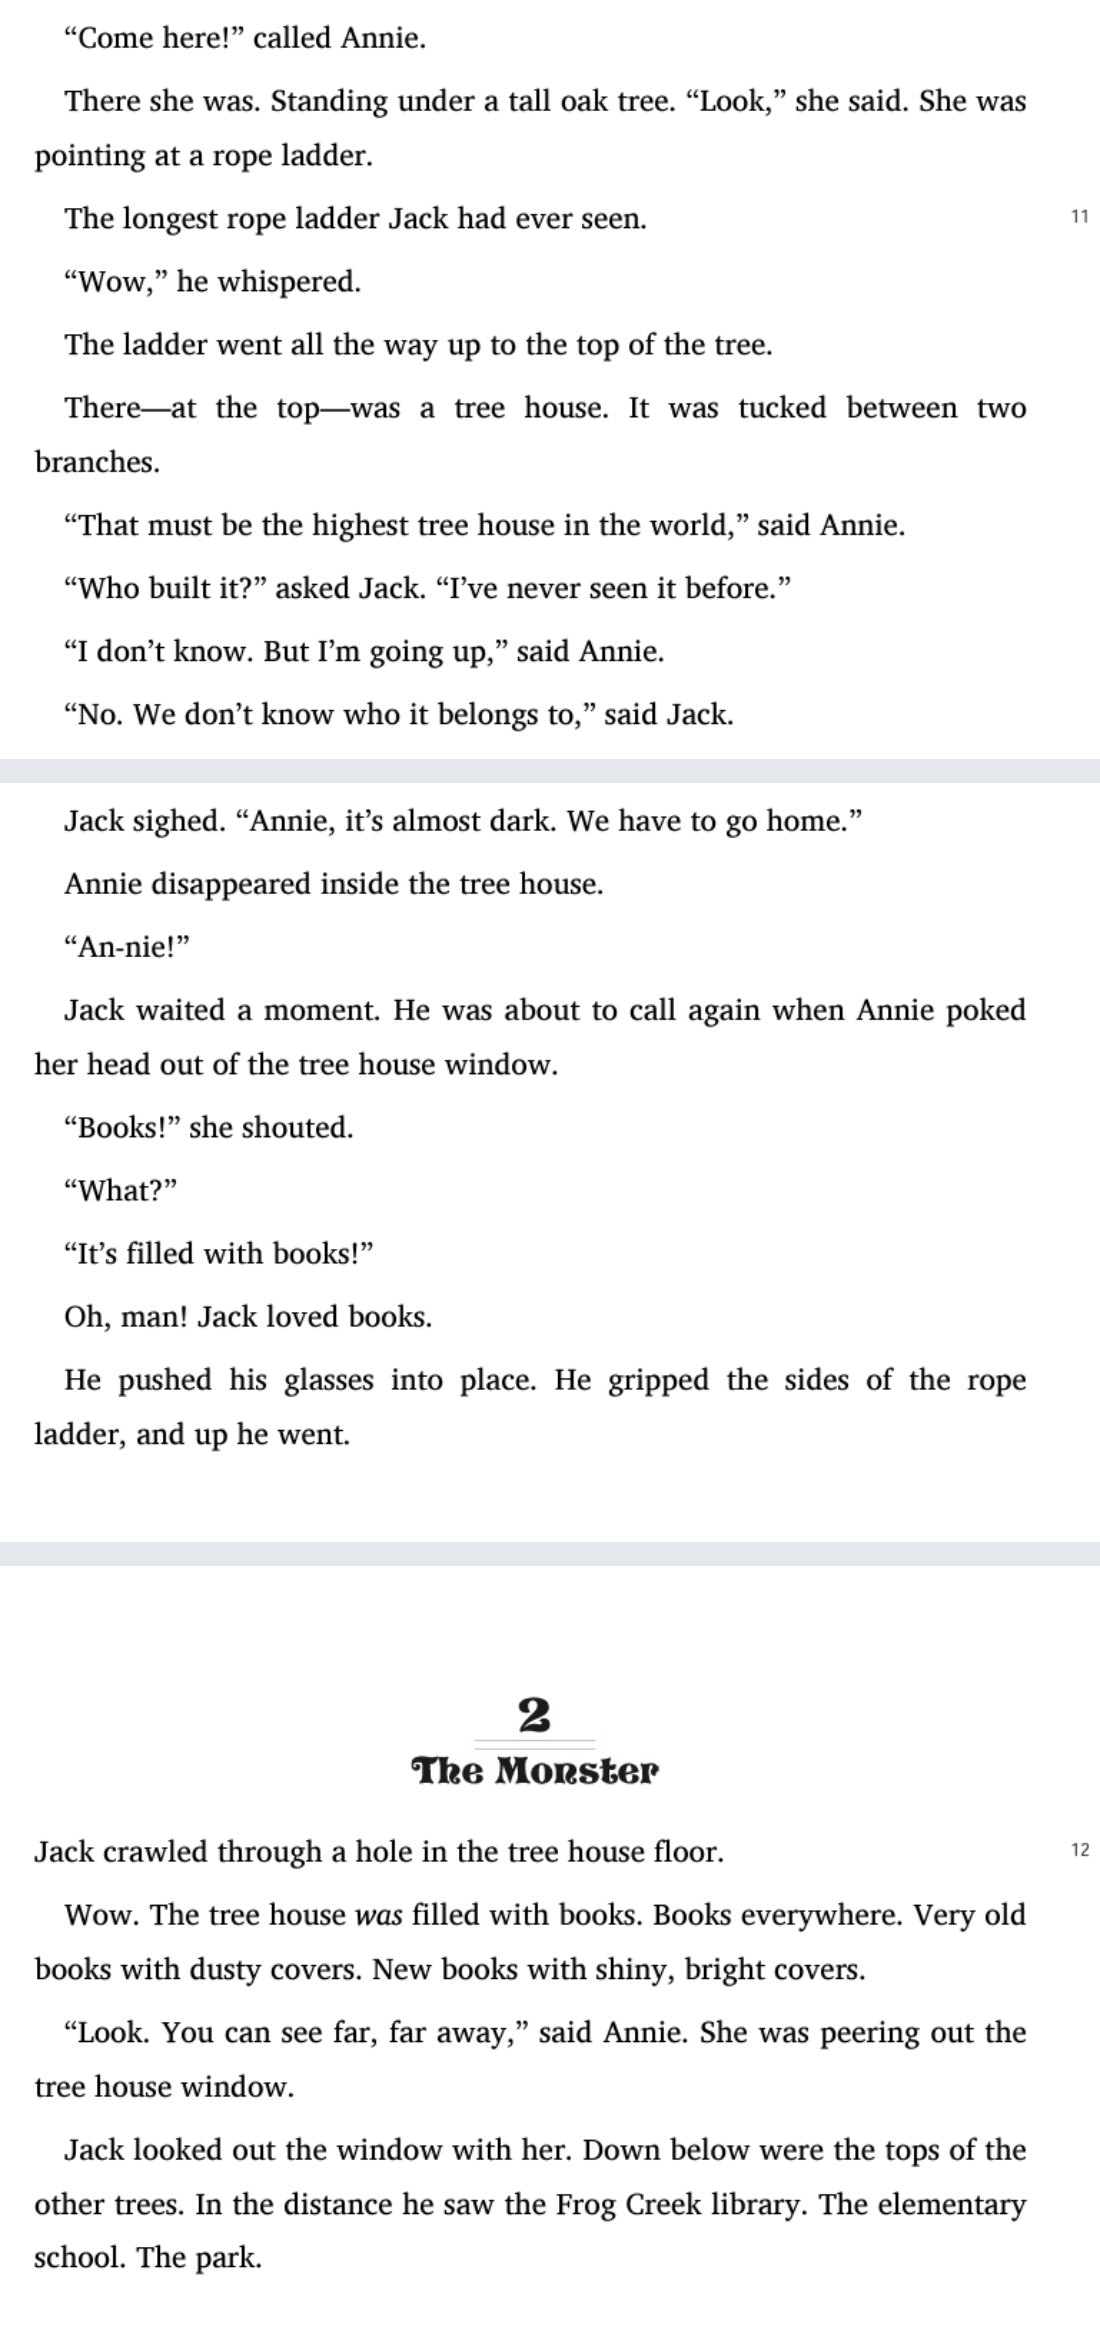 “Come here!” called Annie.
There she was. Standing under a tall oak tree. “Look,” she said. She was
pointing at a rope ladder.
The longest rope ladder Jack had ever seen.
11
“Wow,” he whispered.
The ladder went all the way up to the top of the tree.
There—at the top—was a tree house. It was tucked between two
branches.
“That must be the highest tree house in the world,” said Annie.
“Who built it?” asked Jack. “I’ve never seen it before.”
“I don’t know. But I’m going up,” said Annie.
“No. We don’t know who it belongs to,” said Jack.
Jack sighed. “Annie, it’s almost dark. We have to go home.”
Annie disappeared inside the tree house.
“An-nie!”
Jack waited a moment. He was about to call again when Annie poked
her head out of the tree house window.
“Books!” she shouted.
“What?”
“It’s filled with books!”
Oh, man! Jack loved books.
He pushed his glasses into place. He gripped the sides of the rope
ladder, and up he went.
2
The Monster
Jack crawled through a hole in the tree house floor.
12
Wow. The tree house was filled with books. Books everywhere. Very old
books with dusty covers. New books with shiny, bright covers.
“Look. You can see far, far away,” said Annie. She was peering out the
tree house window.
Jack looked out the window with her. Down below were the tops of the
other trees. In the distance he saw the Frog Creek library. The elementary
school. The park.